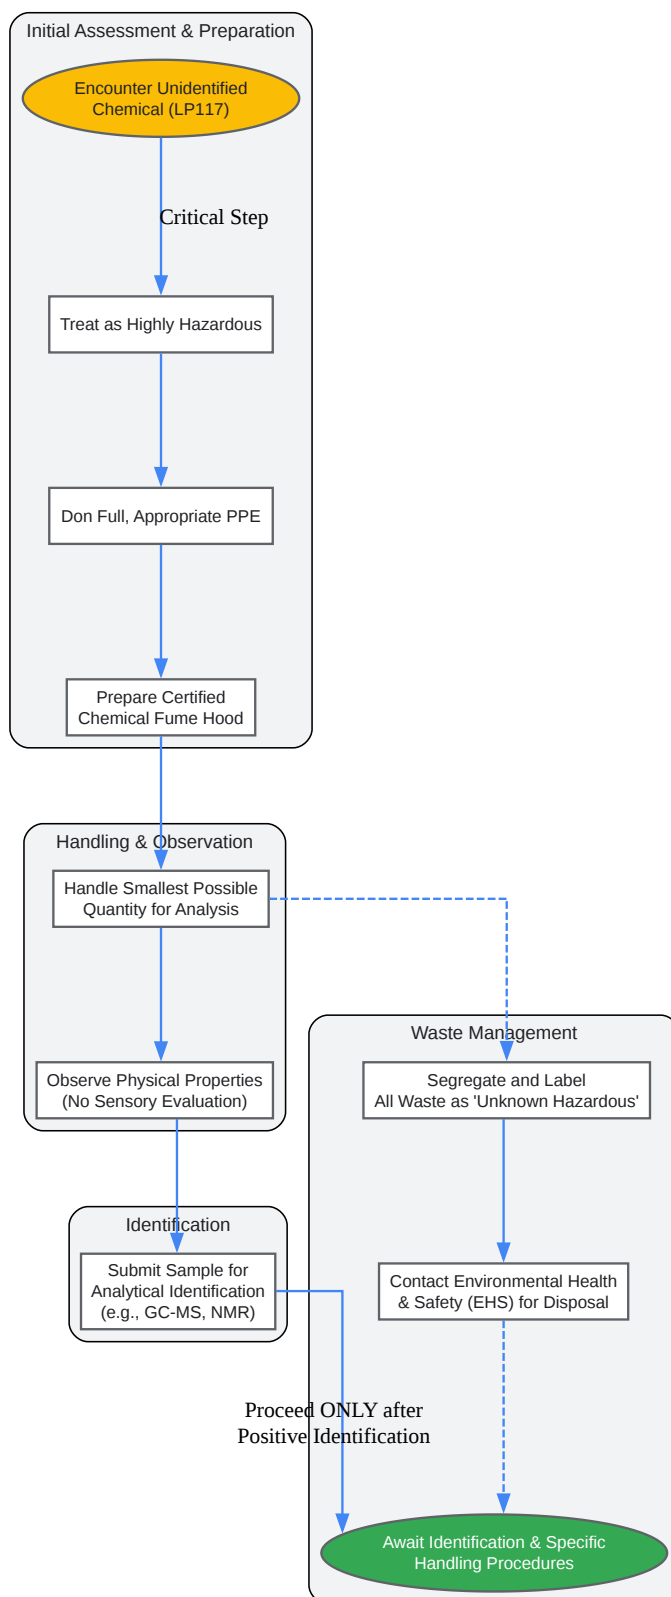 Initial Assessment & Preparation
Encounter Unidentified
Chemical (LP117)
Critical Step
Treat as Highly Hazardous
Don Full, Appropriate PPE
Prepare Certified
Chemical Fume Hood
Handling & Observation
Handle Smallest Possible
Quantity for Analysis
Observe Physical Properties
(No Sensory Evaluation)
Waste Management
Segregate and Label
All Waste as 'Unknown Hazardous'
Identification
Submit Sample for
Analytical Identification
(e.g., GC-MS, NMR)
Contact Environmental Health
& Safety (EHS) for Disposal
Proceed ONLY after
Positive Identification
Await Identification & Specific
Handling Procedures